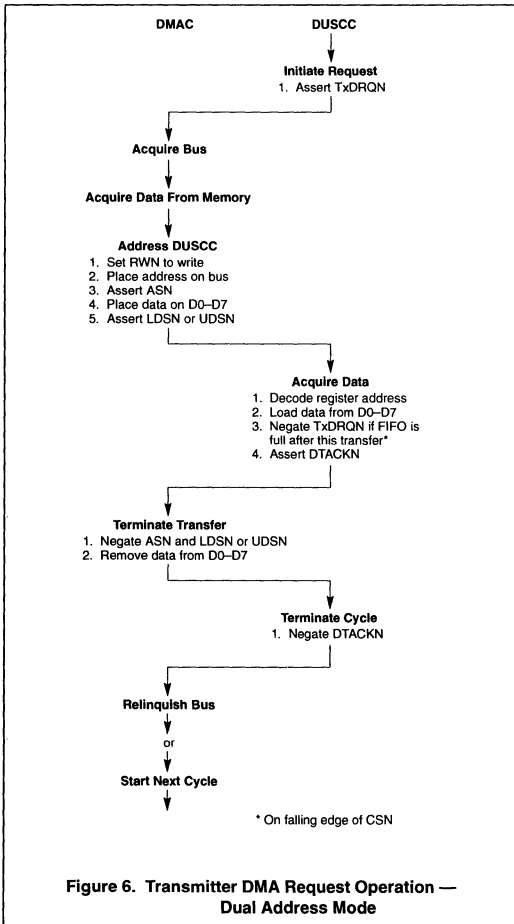 DMAC DUSCC
Initiate Request
1. Assert TxDRQN
Acquire Bus
Acquire Data From Memory
Address DUSCC
1. Set RWN to write
2. Place address on bus
3. Assert ASN
4. Place data on D0–D7
5. Assert LDSN or UDSN
Acquire Data
1. Decode register address
2. Load data from D0–D7
3. Negate TxDRQN if FIFO is
full after this transfer*
4. Assert DTACKN
Terminate Transfer
1. Negate ASN and LDSN or UDSN
2. Remove data from D0–D7
Terminate Cycle
1. Negate DTACKN
Relinquish Bus
or
Start Next Cycle
* On falling edge of CSN
Figure 6. Transmitter DMA Request Operation —
Dual Address Mode